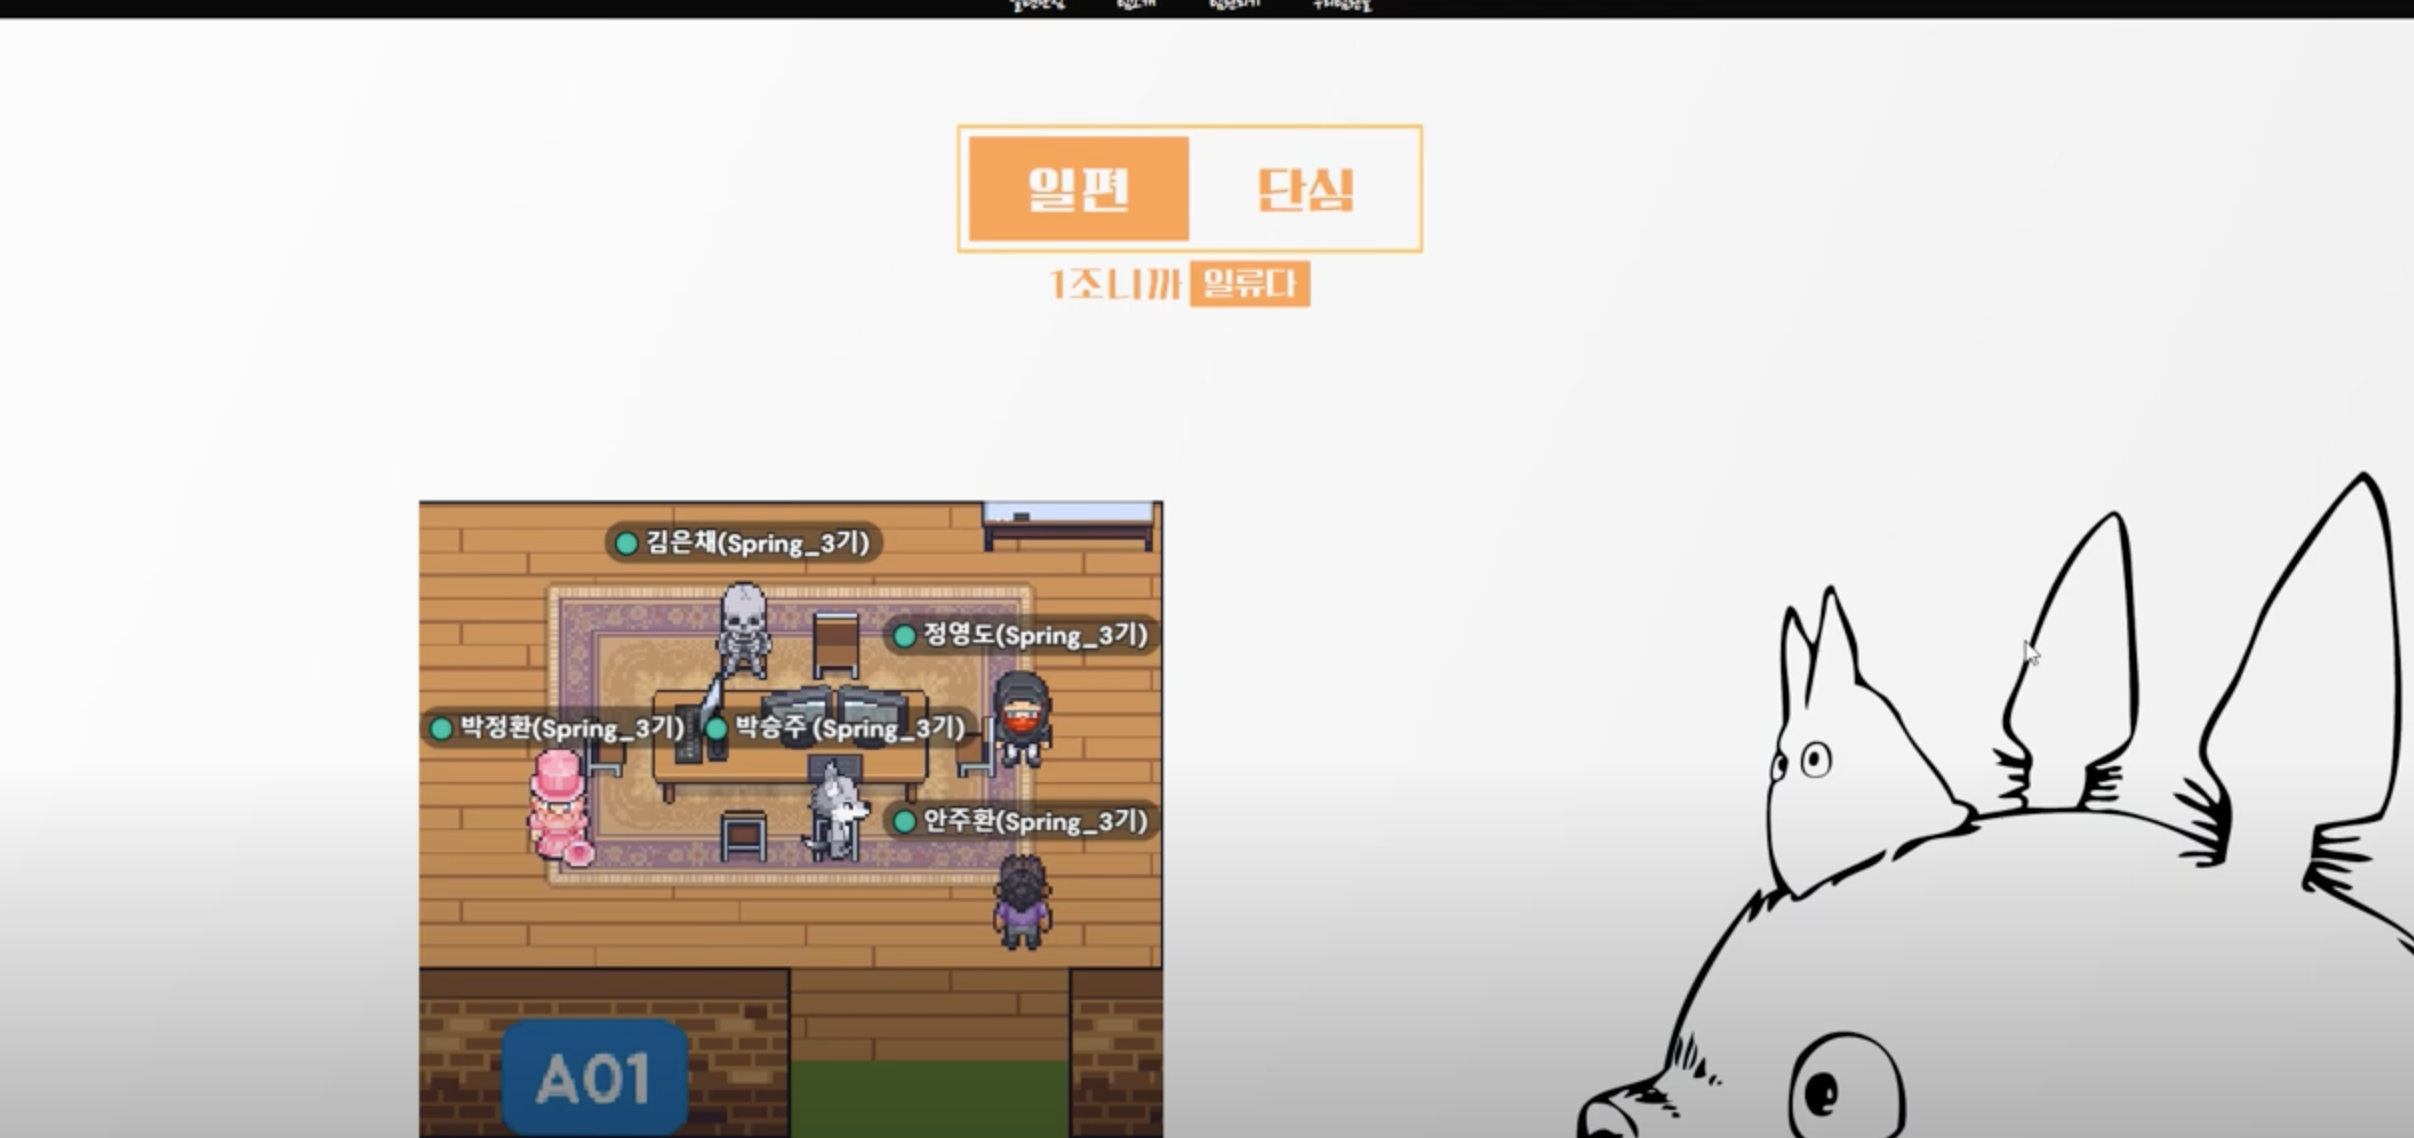 일편 단심
1조니까 일류다
김은채(Spring_3기)
정영도(Spring_3기)
박정환(Spring_3기) 박승주 (Spring_3기)
안주환(Spring_3기)
A01